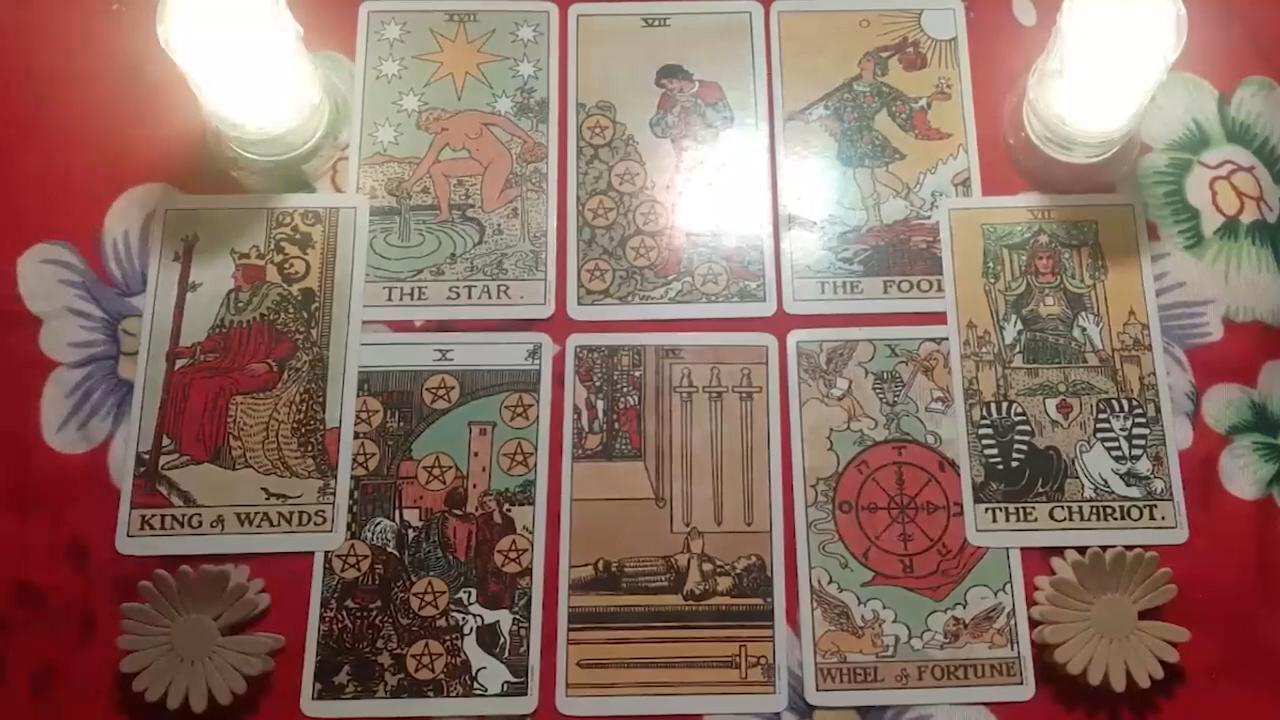 XVII
THE STAR.
VII
THE FOOL
KING of WANDS
VII
THE CHARIOT.
X
IV
X
WHEEL of FORTUNE